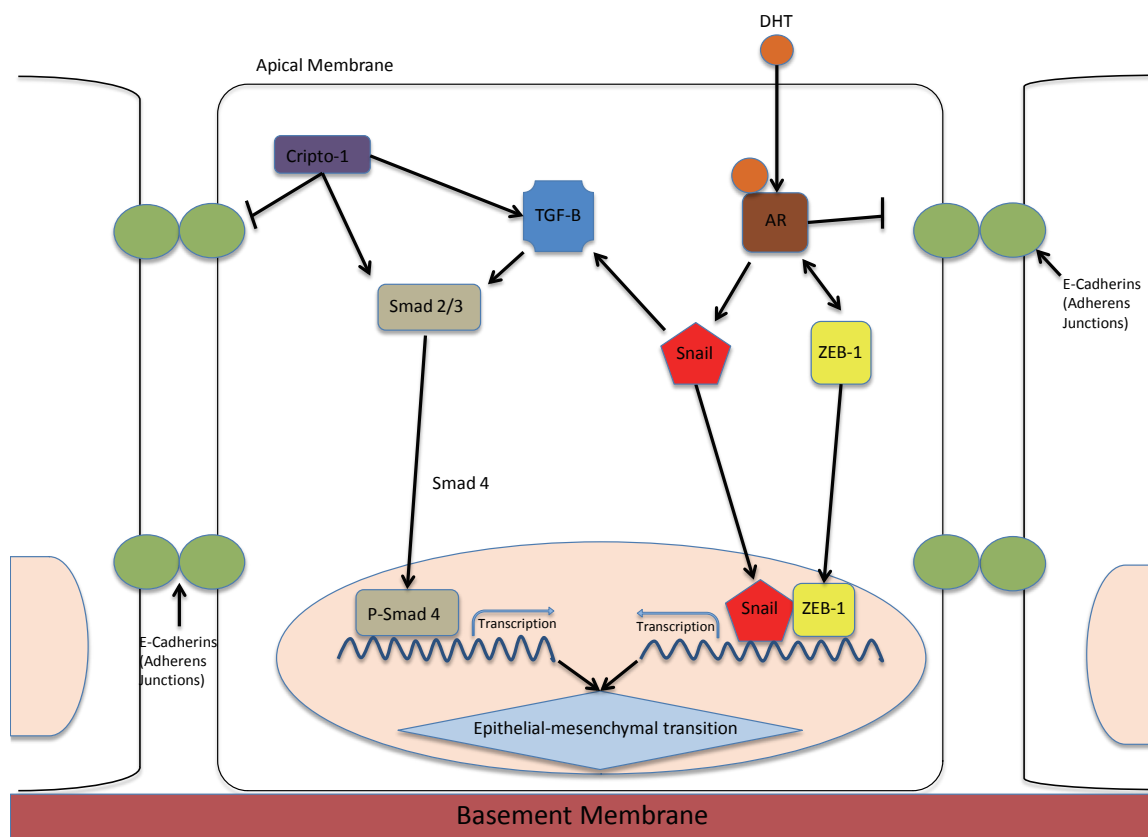 DHT
Apical Membrane
Cripto-1
TGF-B
AR
E-Cadherins
(Adherens
Junctions)
Smad 2/3
Snail
ZEB-1
Smad 4
P-Smad 4
Transcription
Transcription
Snail
ZEB-1
E-Cadherins
(Adherens
Junctions)
Epithelial-mesenchymal transition
Basement Membrane